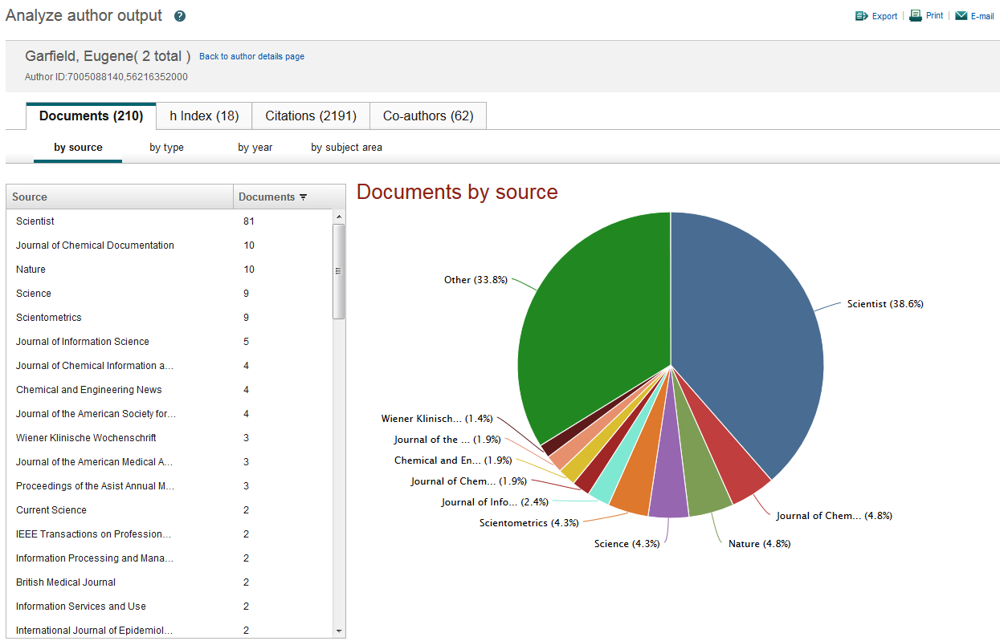 Analyze author output ?
Export | Print | E-mail
Garfield, Eugene( 2 total ) Back to author details page
Author ID:7005088140,56216352000
Documents (210) h Index (18) Citations (2191) Co-authors (62)
by source by type by year by subject area
Source Documents
Scientist 81
Journal of Chemical Documentation 10
Nature 10
Science 9
Scientometrics 9
Journal of Information Science 5
Journal of Chemical Information a... 4
Chemical and Engineering News 4
Journal of the American Society for... 4
Wiener Klinische Wochenschrift 3
Journal of the American Medical A... 3
Proceedings of the Asist Annual M... 3
Current Science 2
IEEE Transactions on Profession... 2
Information Processing and Mana... 2
British Medical Journal 2
Information Services and Use 2
International Journal of Epidemiol... 2
Documents by source
Other (33.8%)
Scientist (38.6%)
Wiener Klinisch... (1.4%)
Journal of the ... (1.9%)
Chemical and En... (1.9%)
Journal of Chem... (1.9%)
Journal of Info... (2.4%)
Scientometrics (4.3%)
Science (4.3%)
Nature (4.8%)
Journal of Chem... (4.8%)